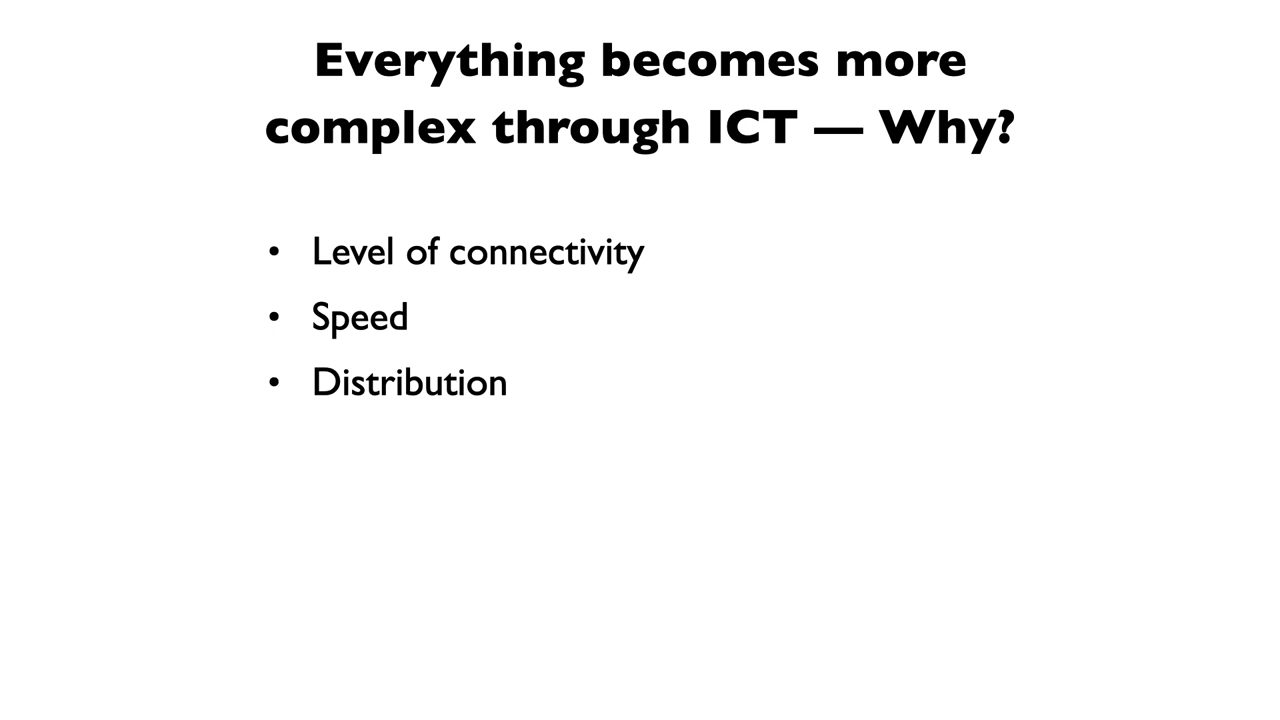 Everything becomes more
complex through ICT — Why?
• Level of connectivity
• Speed
• Distribution